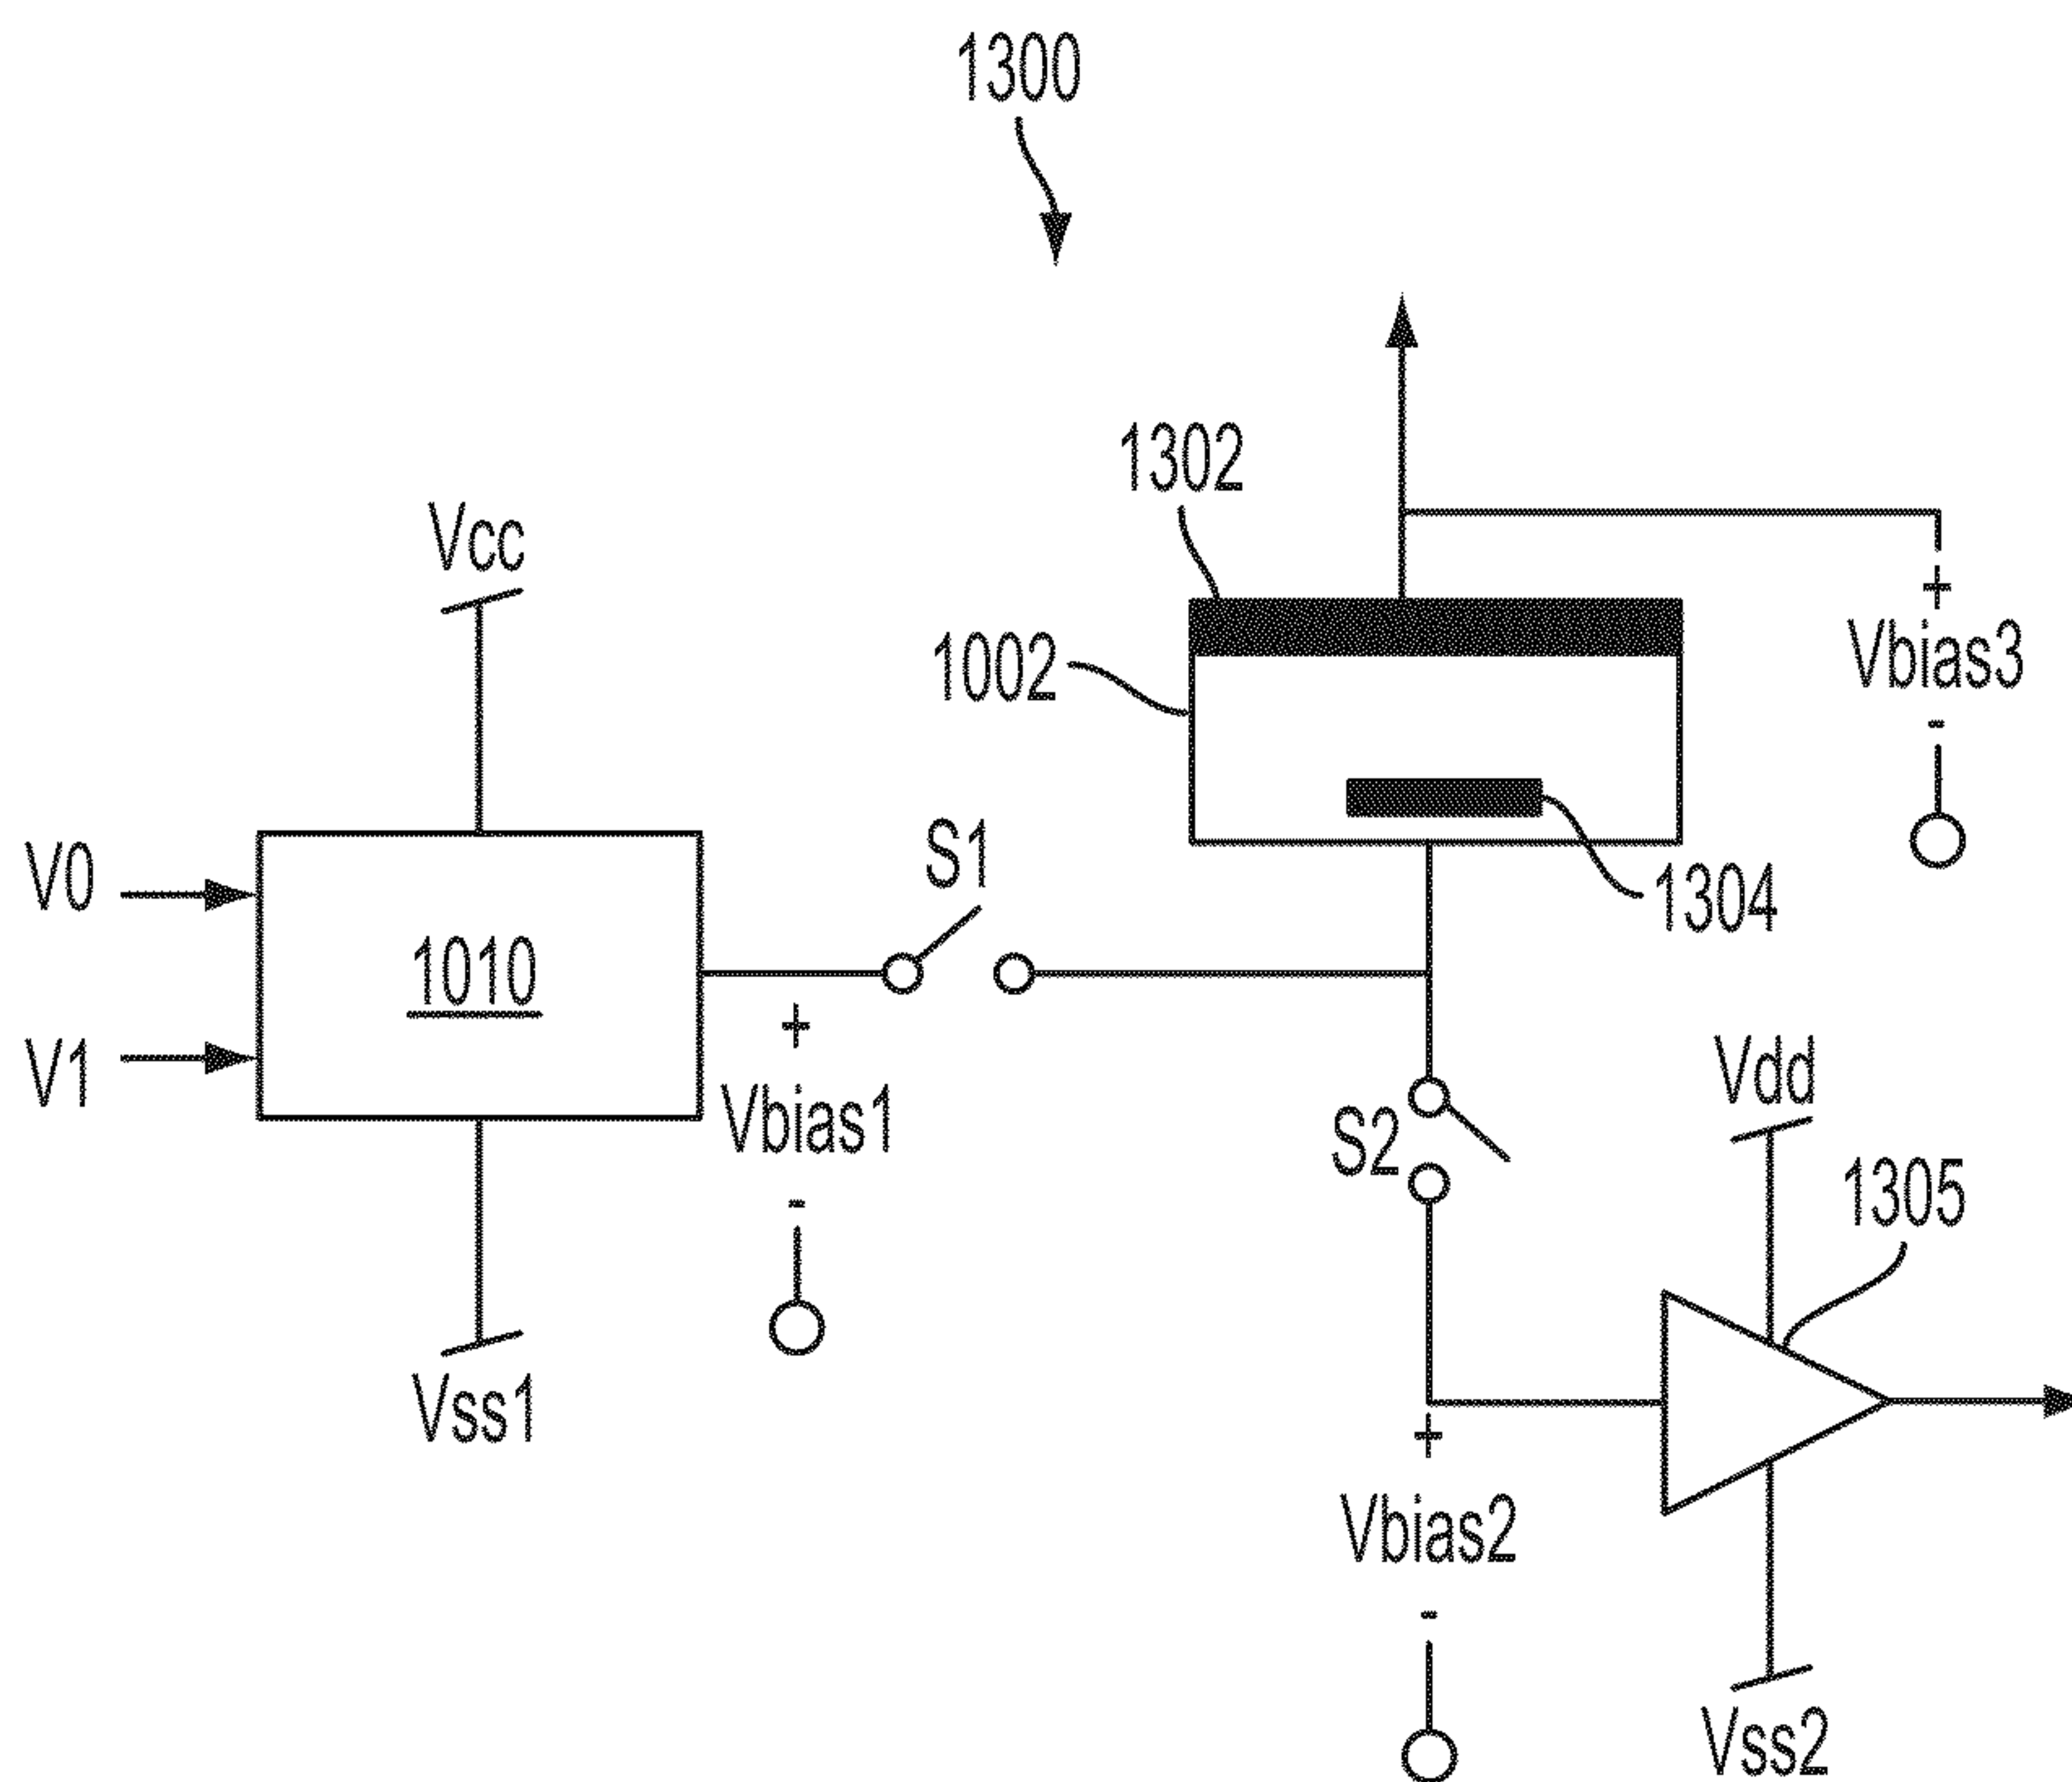 1300
1302
Vcc
1002
+
Vbias3
-
V0
S1
1304
1010
V1
+
Vbias1
-
Vdd
S2
1305
Vss1
+
Vbias2
-
Vss2